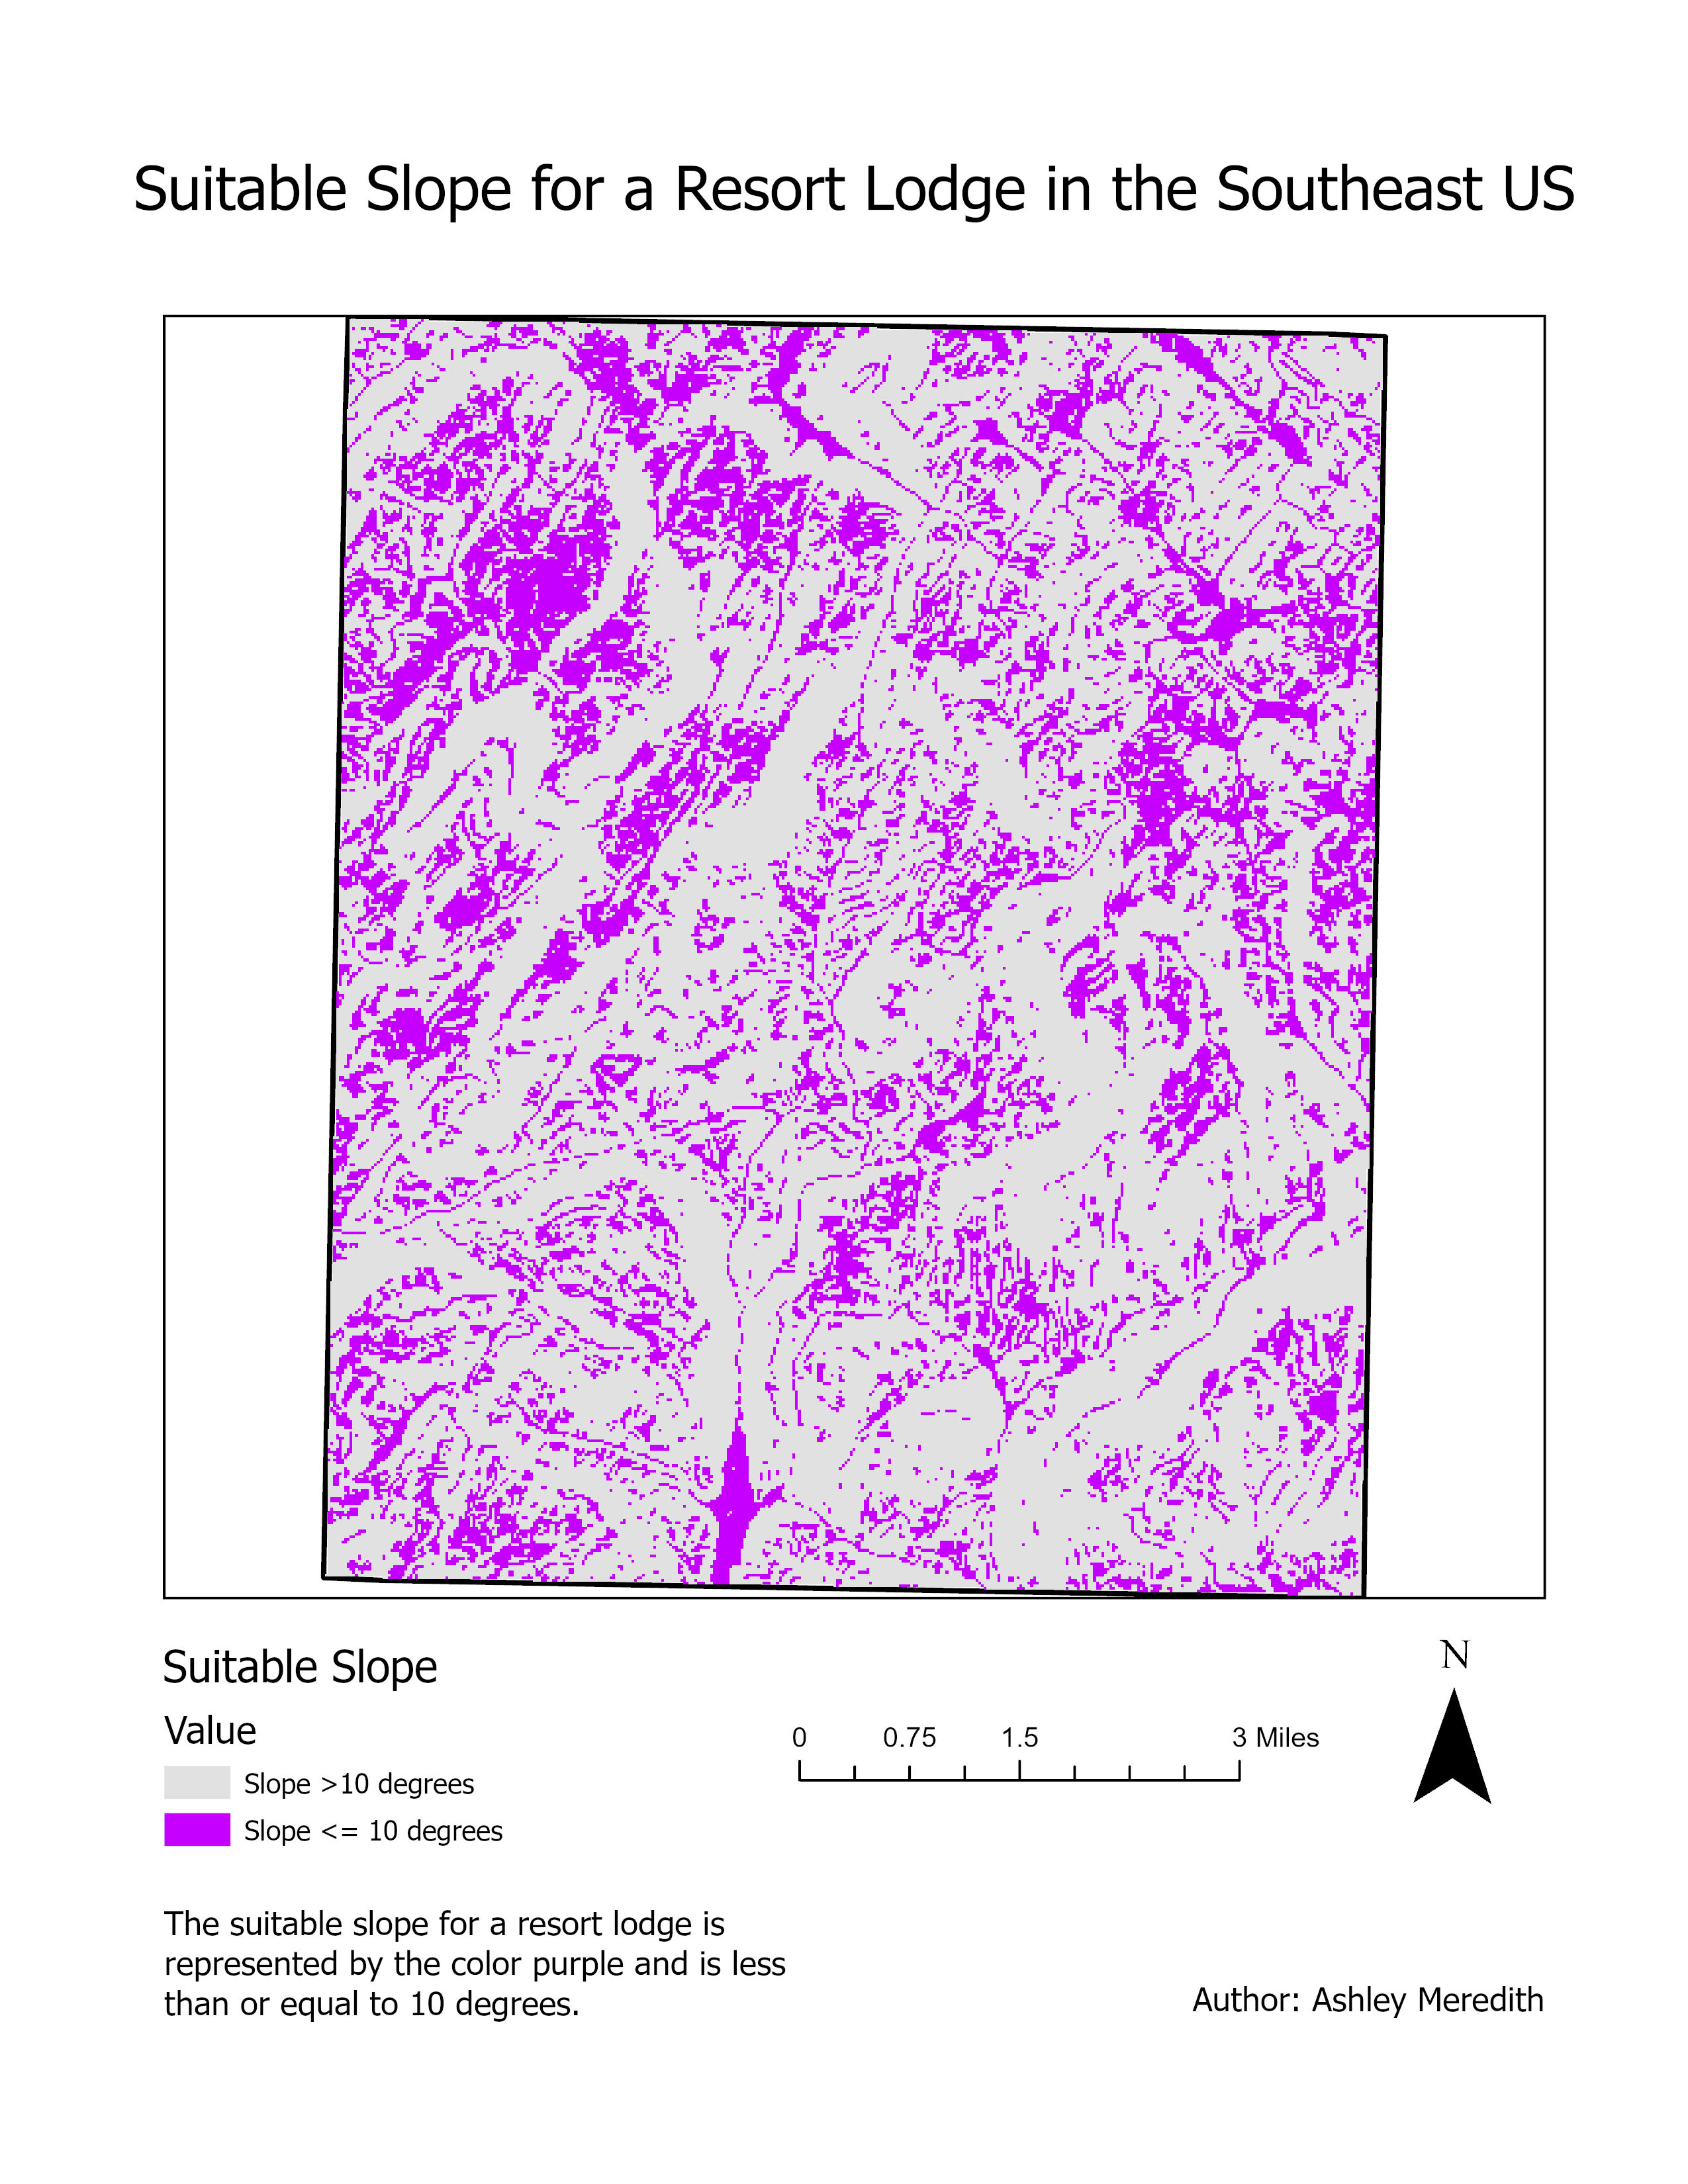 Suitable Slope for a Resort Lodge in the Southeast US
Suitable Slope
Value
Slope >10 degrees
Slope <= 10 degrees
0 0.75 1.5 3 Miles
N
The suitable slope for a resort lodge is
represented by the color purple and is less
than or equal to 10 degrees.
Author: Ashley Meredith